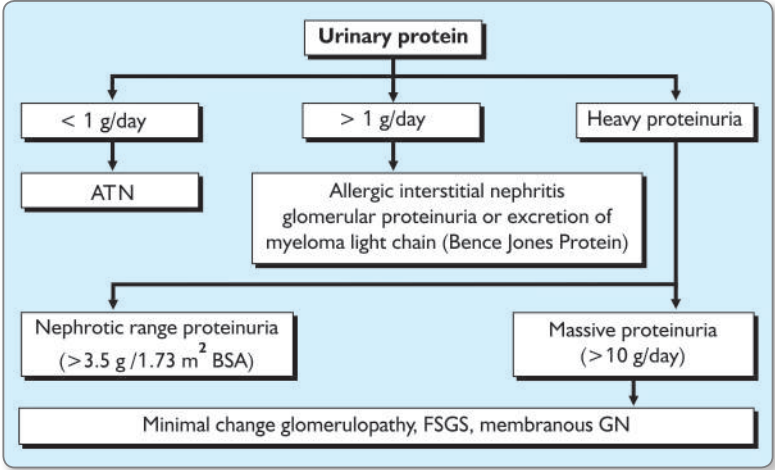 Urinary protein
< 1 g/day
> 1 g/day
Heavy proteinuria
ATN
Allergic interstitial nephritis
glomerular proteinuria or excretion of
myeloma light chain (Bence Jones Protein)
Nephrotic range proteinuria
(>3.5 g /1.73 m² BSA)
Massive proteinuria
(>10 g/day)
Minimal change glomerulopathy, FSGS, membranous GN